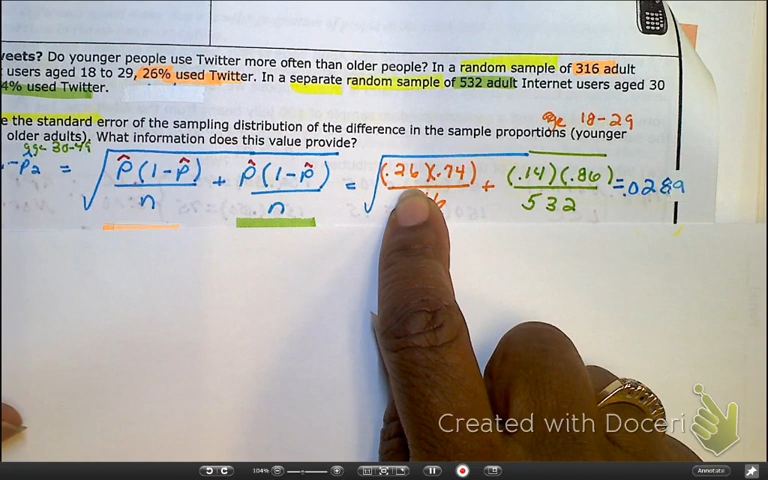 veets? Do younger people use Twitter more often than older people? In a random sample of 316 adult
users aged 18 to 29, 26% used Twitter. In a separate random sample of 532 adult Internet users aged 30
4% used Twitter.
age 18-29
e the standard error of the sampling distribution of the difference in the sample proportions (younger
older adults). What information does this value provide?
age 30-49
-p̂2 = √ p̂(1-p̂)/n + p̂(1-p̂)/n = √ (.26)(.74)/ 6 + (.14)(.86)/532 = .0289
Created with Doceri
104%
Annotate